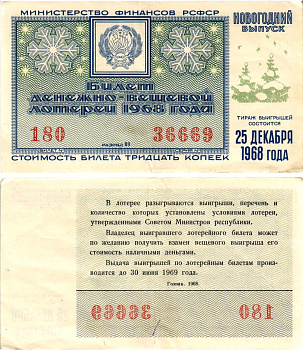 МИНИСТЕРСТВО ФИНАНСОВ РСФСР
НОВОГОДНИЙ
ВЫПУСК
Билет
денежно-вещевой
лотереи 1968 года
180 36669
РАЗРЯД 09
ТИРАЖ ВЫИГРЫШЕЙ
СОСТОИТСЯ
25 ДЕКАБРЯ
1968 ГОДА
СТОИМОСТЬ БИЛЕТА ТРИДЦАТЬ КОПЕЕК
В лотерее разыгрываются выигрыши, перечень и
количество которых установлены условиями лотереи,
утвержденными Советом Министров республики.
Владелец выигравшего лотерейного билета может
по желанию получить взамен вещевого выигрыша его
стоимость наличными деньгами.
Выдача выигрышей по лотерейным билетам произ-
водится до 30 июня 1969 года.
Гознак. 1968.
36669 180